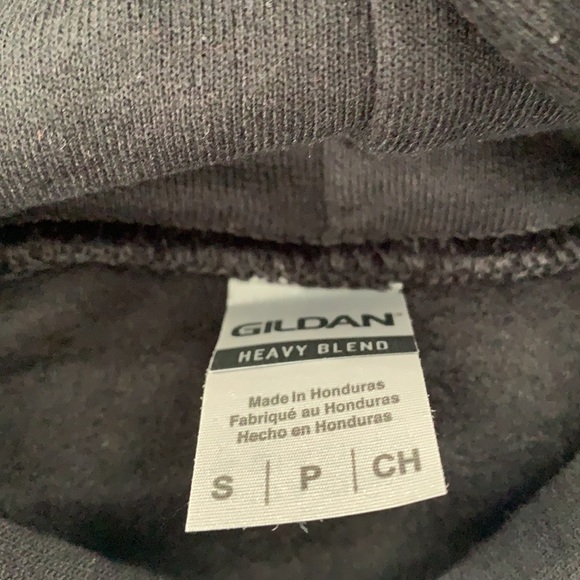 GILDAN
HEAVY BLEND
Made in Honduras
Fabriqué au Honduras
Hecho en Honduras
S | P | CH